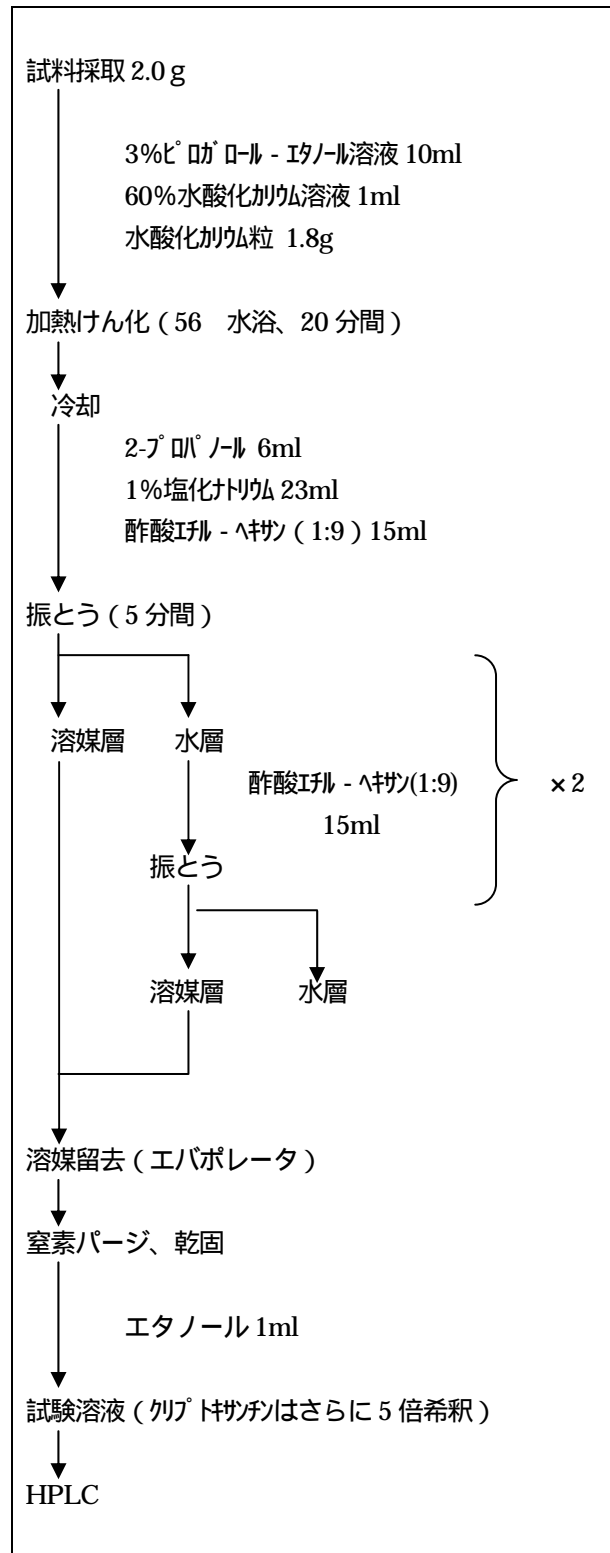 試料採取 2.0ｇ
3%ﾋﾟﾛｶﾞﾛｰﾙ - ｴﾀﾉｰﾙ溶液 10ml
60%水酸化ｶﾘｳﾑ溶液 1ml
水酸化ｶﾘｳﾑ粒 1.8g
加熱けん化（56　水浴、20 分間）
冷却
2-ﾌﾟﾛﾊﾟﾉｰﾙ 6ml
1%塩化ﾅﾄﾘｳﾑ 23ml
酢酸ｴﾁﾙ - ﾍｷｻﾝ（1:9）15ml
振とう（5 分間）
溶媒層 水層
酢酸ｴﾁﾙ - ﾍｷｻﾝ(1:9)
15ml
×2
振とう
溶媒層 水層
溶媒留去（エバポレータ）
窒素パージ、乾固
エタノール 1ml
試験溶液（ｸﾘﾌﾟﾄｷｻﾝﾁﾝはさらに 5 倍希釈）
HPLC